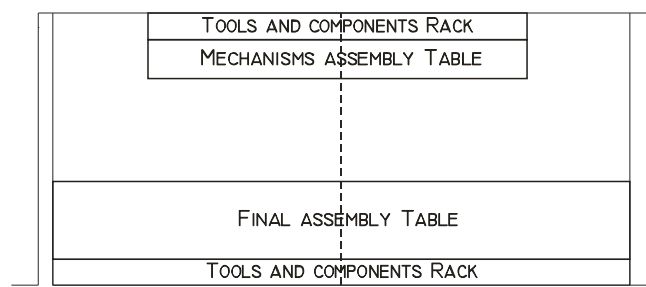 Tools and components Rack
Mechanisms assembly Table
Final assembly Table
Tools and components Rack